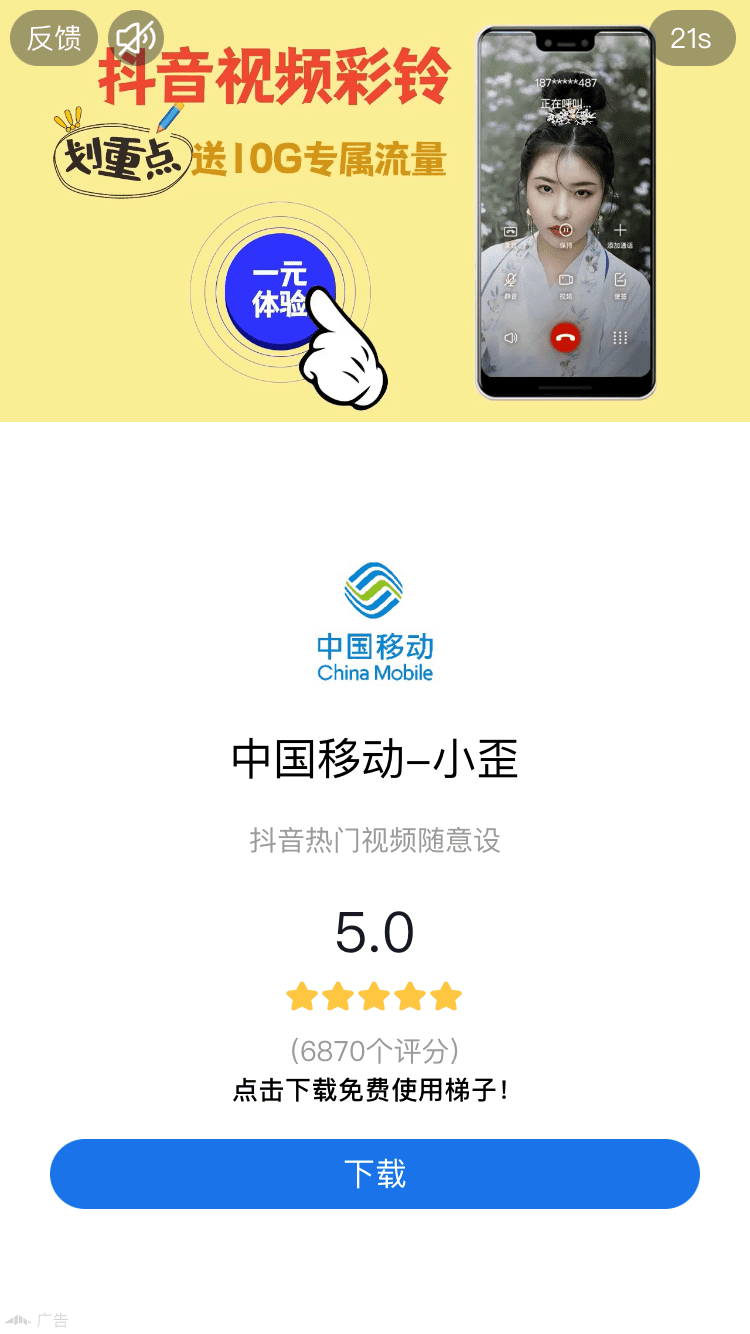 反馈
21s
抖音视频彩铃
划重点
送10G专属流量
一元
体验
187*****487
正在呼叫...
保持
添加通话
静音
视频
便签
中国移动
China Mobile
中国移动-小歪
抖音热门视频随意设
5.0
(6870个评分)
点击下载免费使用梯子!
下载
广告